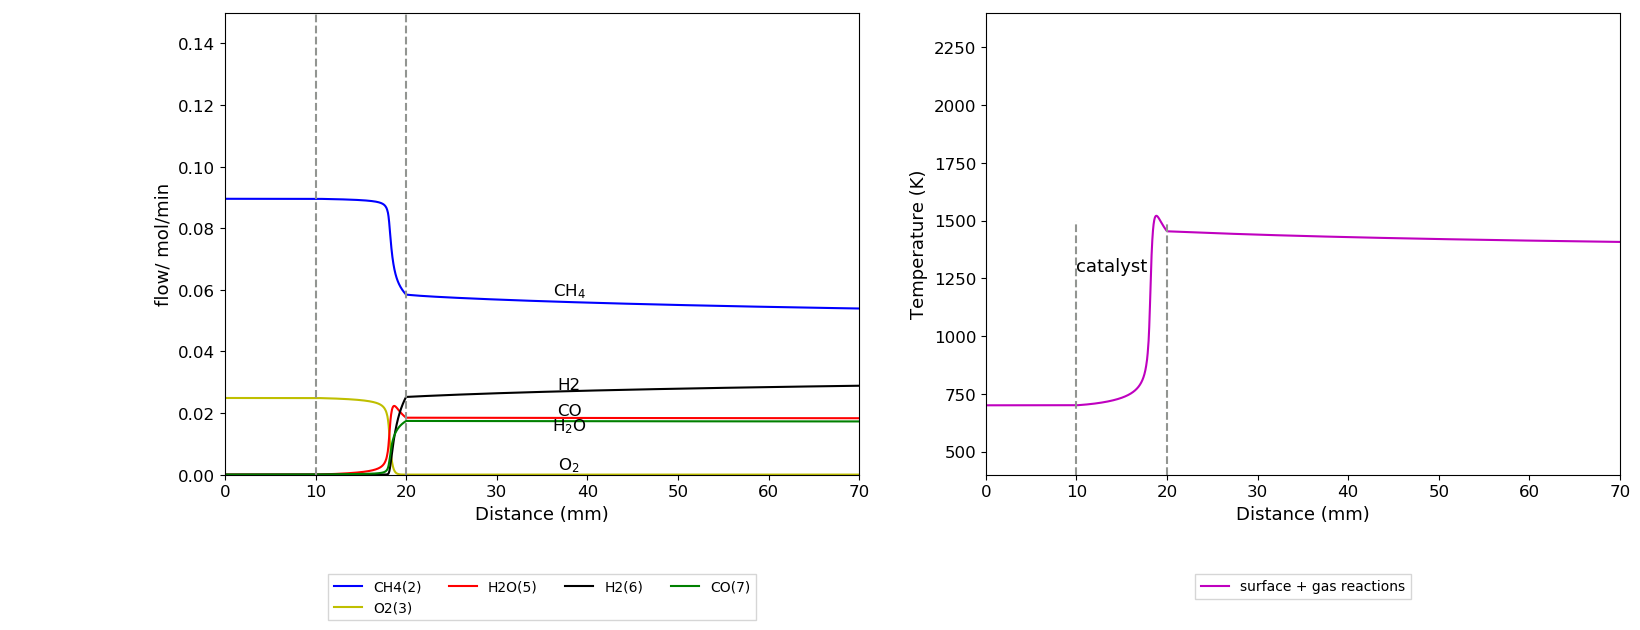 0.14
0.12
0.10
0.08
0.06
0.04
0.02
0.00
flow/ mol/min
CH4
H2
CO
H2O
O2
0 10 20 30 40 50 60 70
Distance (mm)
CH4(2) H2O(5) H2(6) CO(7)
O2(3)
2250
2000
1750
1500
1250
1000
750
500
Temperature (K)
catalyst
0 10 20 30 40 50 60 70
Distance (mm)
surface + gas reactions